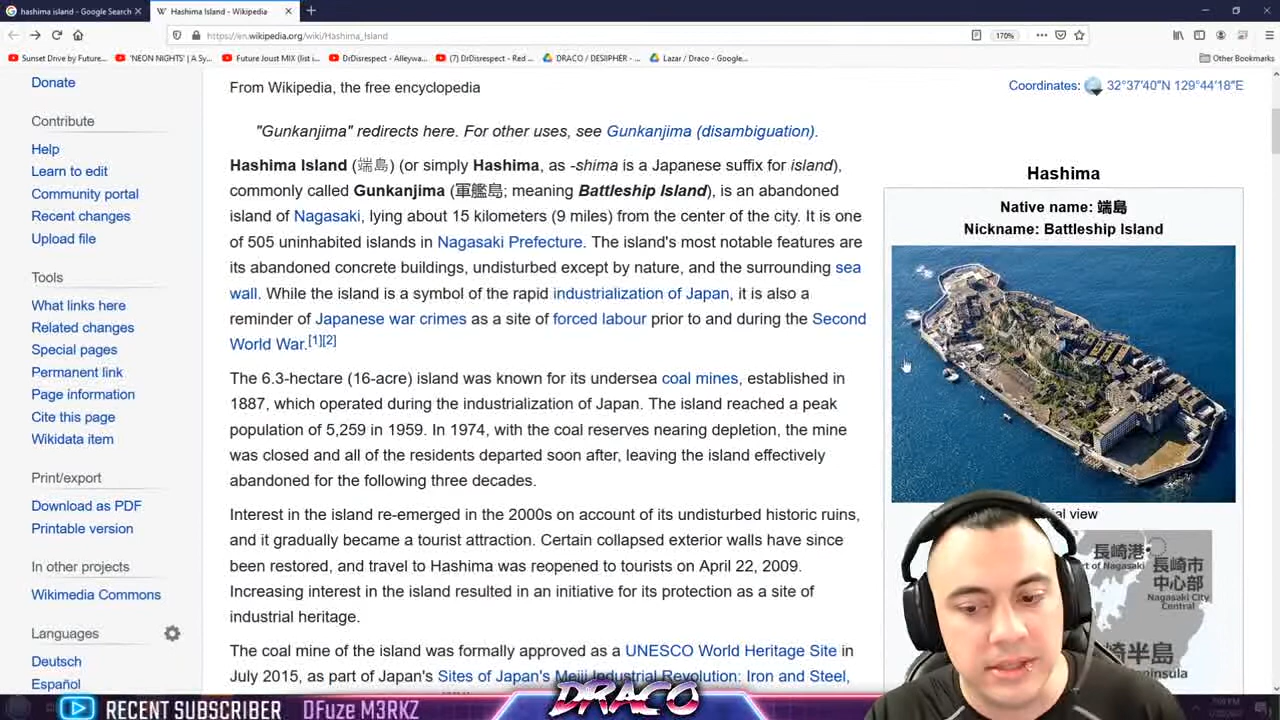 hashima island - Google Search
Hashima Island - Wikipedia
https://en.wikipedia.org/wiki/Hashima_Island
170%
Sunset Drive by Future...
'NEON NIGHTS' | A Sy...
Future Joust MIX (list i...
DrDisrespect - Alleywa...
(7) DrDisrespect - Red ...
DRACO / DESIIPHER - ...
Lazar / Draco - Google...
Other Bookmarks
Donate
Contribute
Help
Learn to edit
Community portal
Recent changes
Upload file
Tools
What links here
Related changes
Special pages
Permanent link
Page information
Cite this page
Wikidata item
Print/export
Download as PDF
Printable version
In other projects
Wikimedia Commons
Languages
Deutsch
Español
From Wikipedia, the free encyclopedia
Coordinates: 32°37′40″N 129°44′18″E
"Gunkanjima" redirects here. For other uses, see Gunkanjima (disambiguation).
Hashima Island (端島) (or simply Hashima, as -shima is a Japanese suffix for island),
commonly called Gunkanjima (軍艦島; meaning Battleship Island), is an abandoned
island of Nagasaki, lying about 15 kilometers (9 miles) from the center of the city. It is one
of 505 uninhabited islands in Nagasaki Prefecture. The island's most notable features are
its abandoned concrete buildings, undisturbed except by nature, and the surrounding sea
wall. While the island is a symbol of the rapid industrialization of Japan, it is also a
reminder of Japanese war crimes as a site of forced labour prior to and during the Second
World War.[1][2]
The 6.3-hectare (16-acre) island was known for its undersea coal mines, established in
1887, which operated during the industrialization of Japan. The island reached a peak
population of 5,259 in 1959. In 1974, with the coal reserves nearing depletion, the mine
was closed and all of the residents departed soon after, leaving the island effectively
abandoned for the following three decades.
Interest in the island re-emerged in the 2000s on account of its undisturbed historic ruins,
and it gradually became a tourist attraction. Certain collapsed exterior walls have since
been restored, and travel to Hashima was reopened to tourists on April 22, 2009.
Increasing interest in the island resulted in an initiative for its protection as a site of
industrial heritage.
The coal mine of the island was formally approved as a UNESCO World Heritage Site in
July 2015, as part of Japan's Sites of Japan's Meiji Industrial Revolution: Iron and Steel,
Hashima
Native name: 端島
Nickname: Battleship Island
view
長崎港
rt of Nagasaki
長崎市
中心部
Nagasaki City
Central
崎半島
insula
RECENT SUBSCRIBER DFuze M3RKZ
DRACO